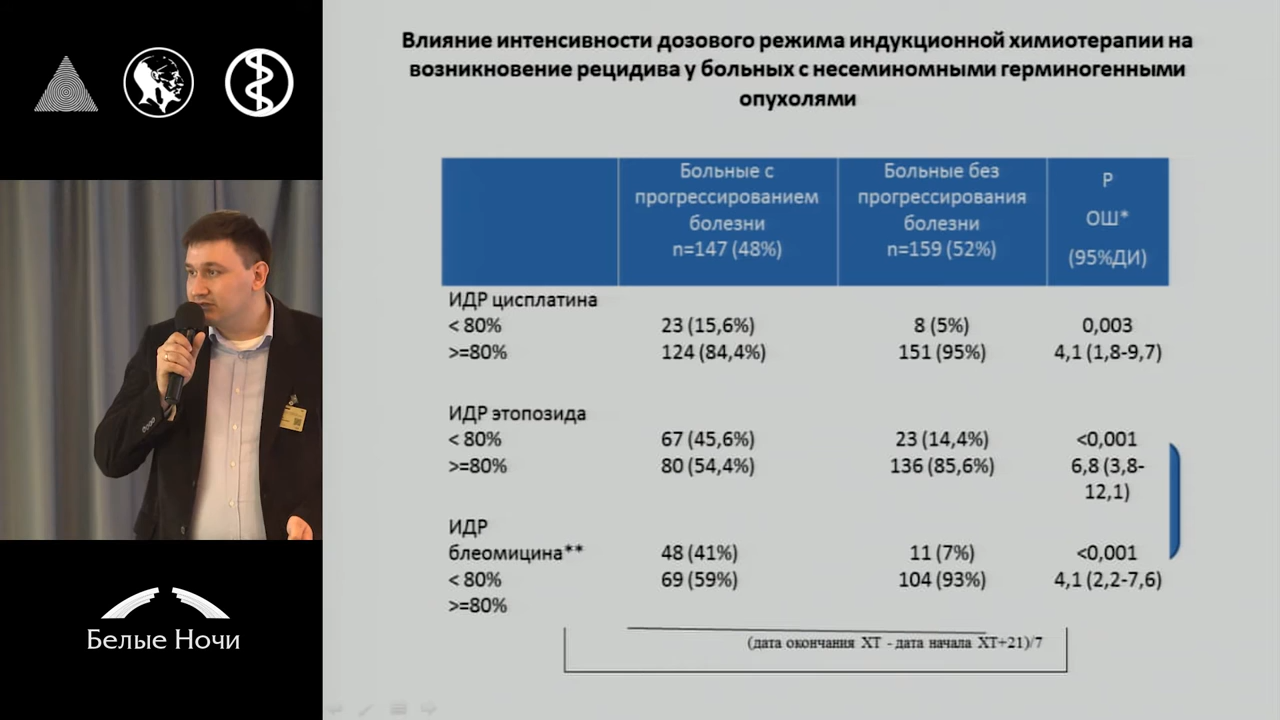 Влияние интенсивности дозового режима индукционной химиотерапии на
возникновение рецидива у больных с несеминомными герминогенными
опухолями
Больные с
прогрессированием
болезни
n=147 (48%)
Больные без
прогрессирования
болезни
n=159 (52%)
Р
ОШ*
(95%ДИ)
ИДР цисплатина
< 80% 23 (15,6%) 8 (5%) 0,003
>=80% 124 (84,4%) 151 (95%) 4,1 (1,8-9,7)
ИДР этопозида
< 80% 67 (45,6%) 23 (14,4%) <0,001
>=80% 80 (54,4%) 136 (85,6%) 6,8 (3,8-
12,1)
ИДР
блеомицина** 48 (41%) 11 (7%) <0,001
< 80% 69 (59%) 104 (93%) 4,1 (2,2-7,6)
>=80%
(дата окончания ХТ - дата начала ХТ+21)/7
Белые Ночи